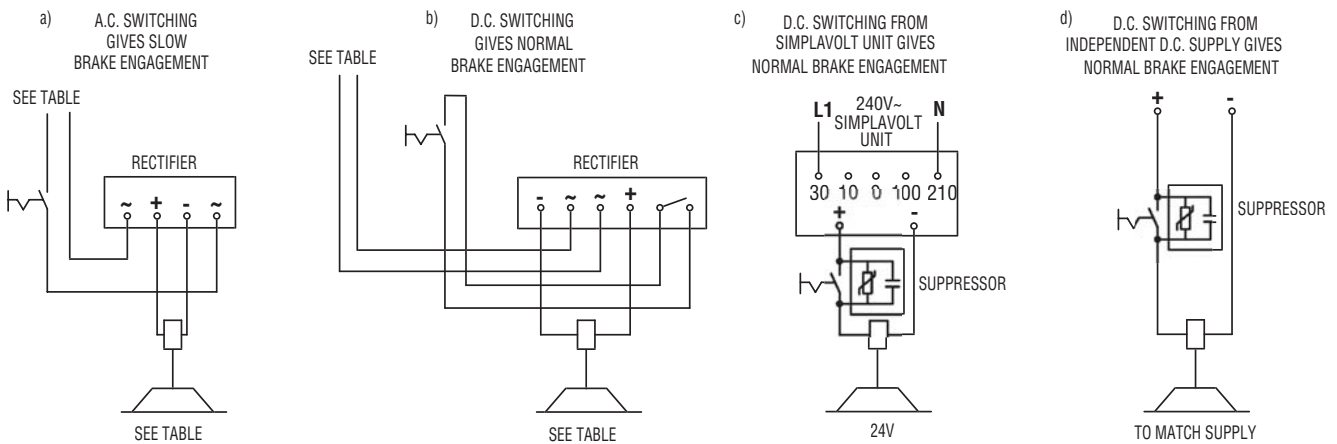 a) A.C. SWITCHING
GIVES SLOW
BRAKE ENGAGEMENT
SEE TABLE
RECTIFIER
~ + - ~
SEE TABLE
b) D.C. SWITCHING
GIVES NORMAL
BRAKE ENGAGEMENT
SEE TABLE
RECTIFIER
- ~ ~ +
SEE TABLE
c) D.C. SWITCHING FROM
SIMPLAVOLT UNIT GIVES
NORMAL BRAKE ENGAGEMENT
L1 240V~ N
SIMPLAVOLT
UNIT
30 10 0 100 210
+ -
SUPPRESSOR
24V
d) D.C. SWITCHING FROM
INDEPENDENT D.C. SUPPLY GIVES
NORMAL BRAKE ENGAGEMENT
+ -
SUPPRESSOR
TO MATCH SUPPLY